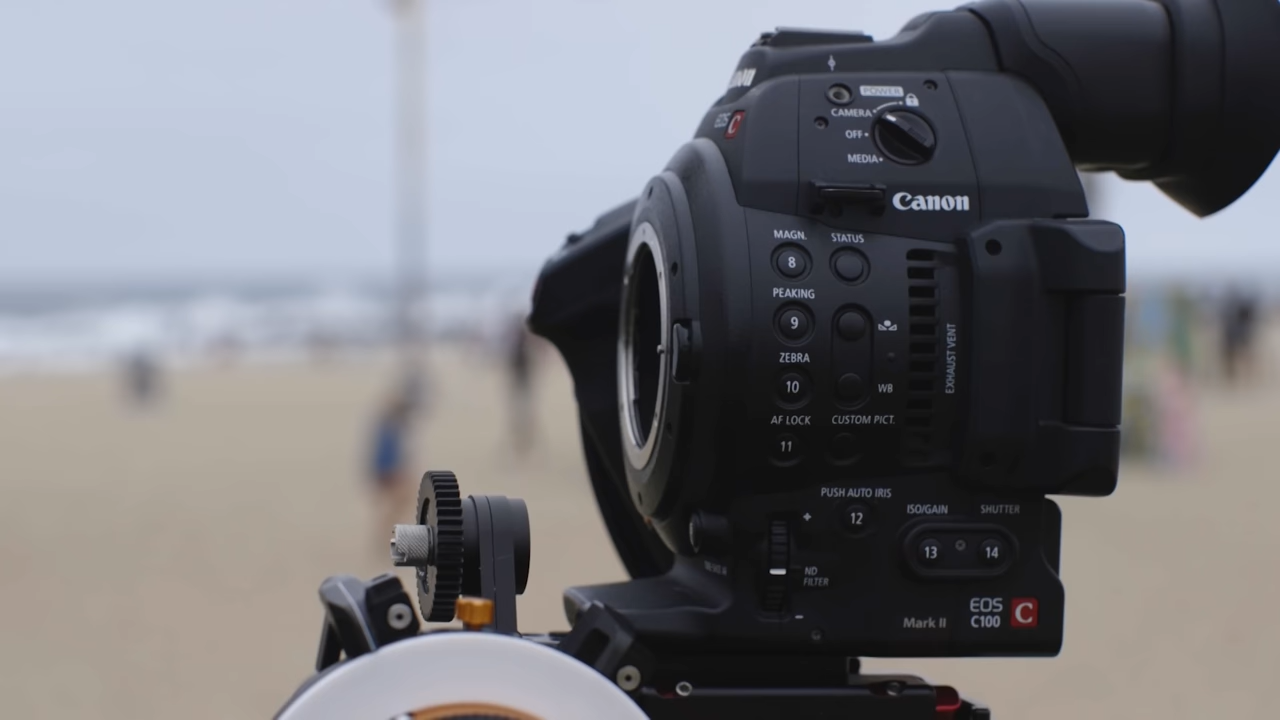 POWER
CAMERA
OFF
MEDIA
EOS C
Canon
MAGN. STATUS
8
PEAKING
9
ZEBRA
10
WB
EXHAUST VENT
AF LOCK CUSTOM PICT.
11
PUSH AUTO IRIS
12
ISO/GAIN SHUTTER
13 14
+
ND
FILTER
-
Mark II
EOS
C100
C